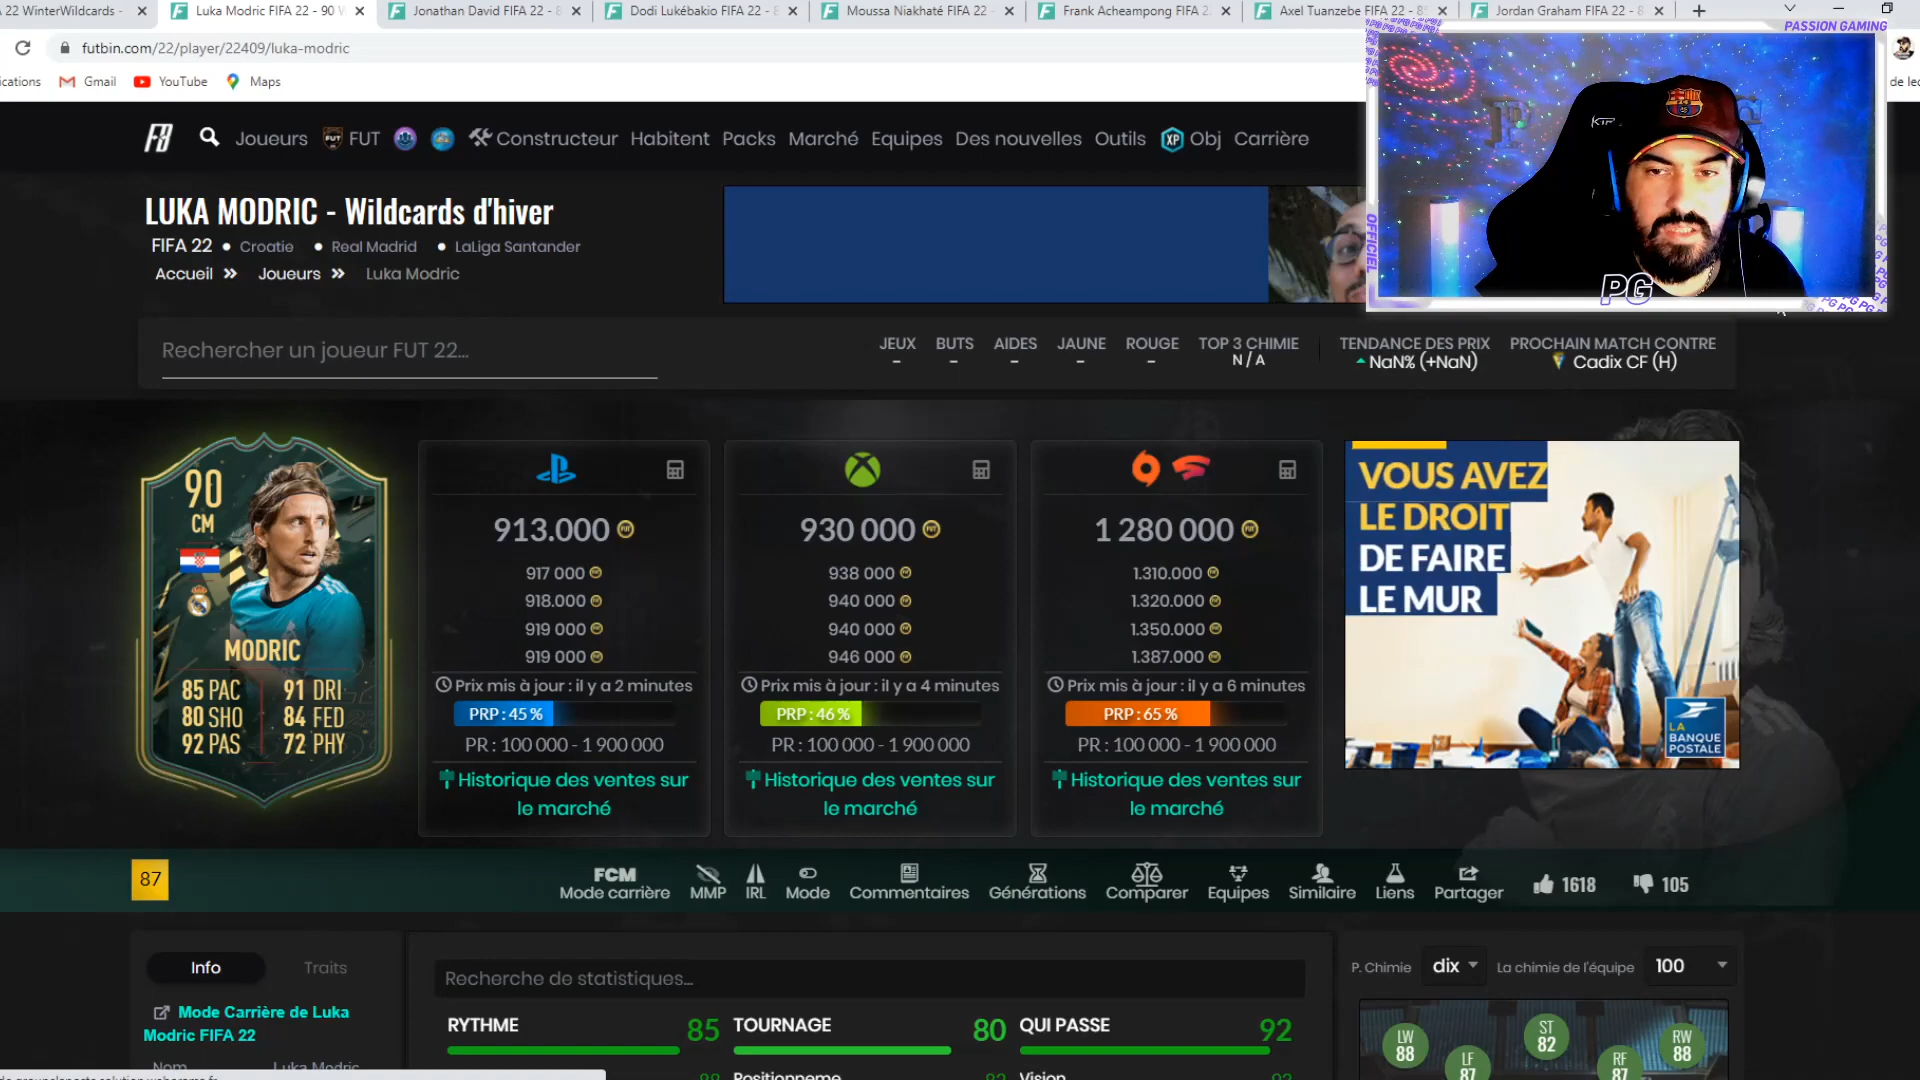 A 22 WinterWildcards -
Luka Modric FIFA 22 - 90 W
Jonathan David FIFA 22 - 8
Dodi Lukébakio FIFA 22 - 8
Moussa Niakhaté FIFA 22 -
Frank Acheampong FIFA 2
Axel Tuanzebe FIFA 22 - 8
Jordan Graham FIFA 22 - 8
futbin.com/22/player/22409/luka-modric
ications Gmail YouTube Maps
de lec
PASSION GAMING
OFFICIEL
PG
Joueurs FUT Constructeur Habitent Packs Marché Equipes Des nouvelles Outils XP Obj Carrière
LUKA MODRIC - Wildcards d'hiver
FIFA 22 • Croatie • Real Madrid • LaLiga Santander
Accueil » Joueurs » Luka Modric
Rechercher un joueur FUT 22...
JEUX BUTS AIDES JAUNE ROUGE TOP 3 CHIMIE TENDANCE DES PRIX PROCHAIN MATCH CONTRE
- - - - - N/A NaN% (+NaN) Cadix CF (H)
90
CM
MODRIC
85 PAC 91 DRI
80 SHO 84 FED
92 PAS 72 PHY
913.000
917 000
918.000
919 000
919 000
Prix mis à jour : il y a 2 minutes
PRP : 45 %
PR : 100 000 - 1 900 000
Historique des ventes sur
le marché
930 000
938 000
940 000
940 000
946 000
Prix mis à jour : il y a 4 minutes
PRP : 46 %
PR : 100 000 - 1 900 000
Historique des ventes sur
le marché
1 280 000
1.310.000
1.320.000
1.350.000
1.387.000
Prix mis à jour : il y a 6 minutes
PRP : 65 %
PR : 100 000 - 1 900 000
Historique des ventes sur
le marché
VOUS AVEZ
LE DROIT
DE FAIRE
LE MUR
LA
BANQUE
POSTALE
87
FCM
Mode carrière MMP IRL Mode Commentaires Générations Comparer Equipes Similaire Liens Partager 1618 105
Info Traits
Mode Carrière de Luka
Modric FIFA 22
Nom Luka Modric
Recherche de statistiques...
RYTHME 85 TOURNAGE 80 QUI PASSE 92
Positionneme Vision
P. Chimie dix La chimie de l'équipe 100
LW
88
LF
87
ST
82
RF
87
RW
88